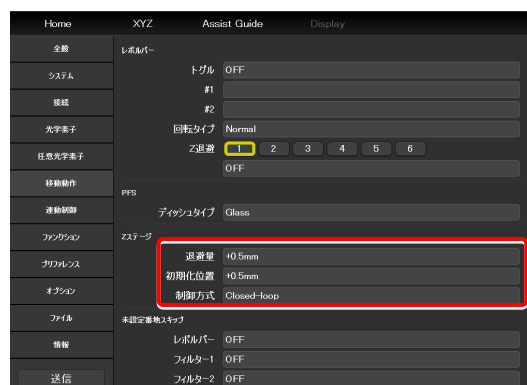 Home XYZ Assist Guide Display
全般
システム
接続
光学素子
任意光学素子
移動動作
連動制御
ファンクション
プリファレンス
オプション
ファイル
情報
送信
レボルバー
トグル OFF
#1
#2
回転タイプ Normal
Z退避 1 2 3 4 5 6
OFF
PFS
ディッシュタイプ Glass
Zステージ
退避量 +0.5mm
初期化位置 +0.5mm
制御方式 Closed-loop
未設定番地スキップ
レボルバー OFF
フィルター1 OFF
フィルター2 OFF